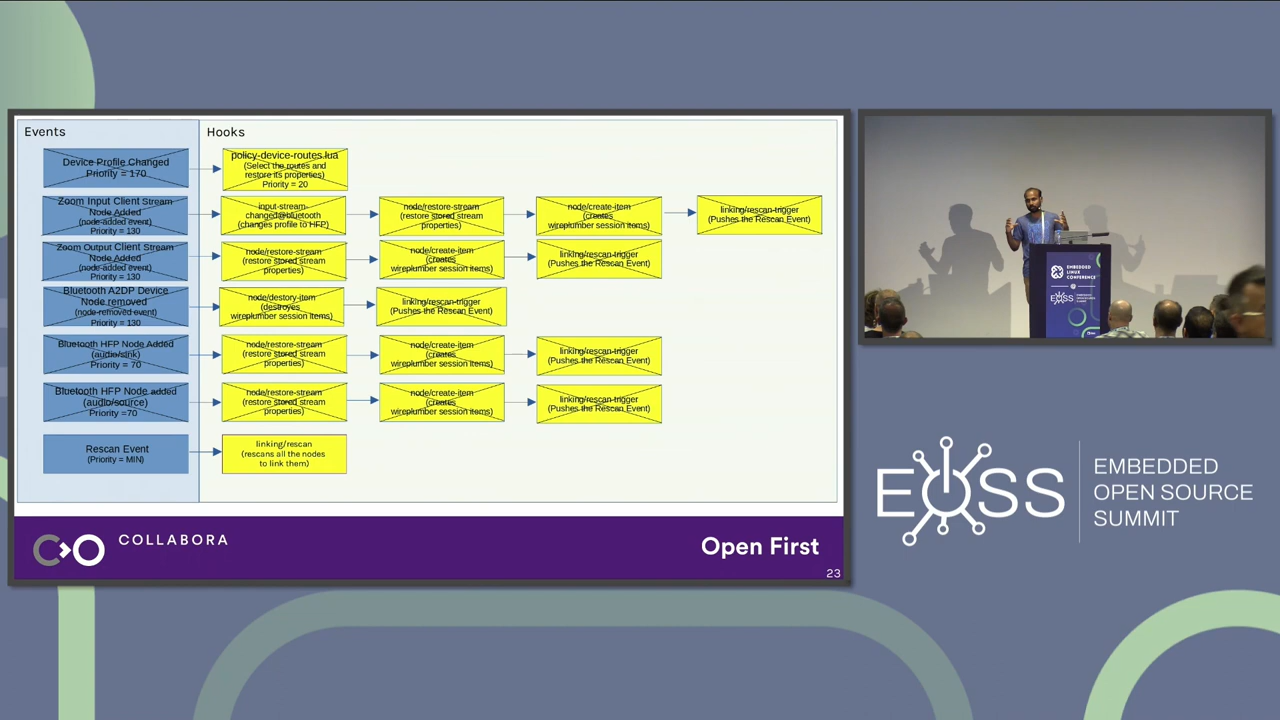 Events
Hooks
Device Profile Changed
Priority = 170
policy-device-routes.lua
(Select the routes and
restore its properties)
Priority = 20
Zoom Input Client Stream
Node Added
(node-added event)
Priority = 130
input-stream-
changed@bluetooth
(changes profile to HFP)
node/restore-stream
(restore stored stream
properties)
node/create-item
(creates
wireplumber session items)
linking/rescan-trigger
(Pushes the Rescan Event)
Zoom Output Client Stream
Node Added
(node-added event)
Priority = 130
node/restore-stream
(restore stored stream
properties)
node/create-item
(creates
wireplumber session items)
linking/rescan-trigger
(Pushes the Rescan Event)
Bluetooth A2DP Device
Node removed
(node-removed event)
Priority = 130
node/destory-item
(destroyes
wireplumber session items)
linking/rescan-trigger
(Pushes the Rescan Event)
Bluetooth HFP Node Added
(audio/sink)
Priority = 70
node/restore-stream
(restore stored stream
properties)
node/create-item
(creates
wireplumber session items)
linking/rescan-trigger
(Pushes the Rescan Event)
Bluetooth HFP Node added
(audio/source)
Priority =70
node/restore-stream
(restore stored stream
properties)
node/create-item
(creates
wireplumber session items)
linking/rescan-trigger
(Pushes the Rescan Event)
Rescan Event
(Priority = MIN)
linking/rescan
(rescans all the nodes
to link them)
COLLABORA
Open First
23
EMBEDDED
LINUX
CONFERENCE
EOSS
EOSS
EMBEDDED
OPEN SOURCE
SUMMIT